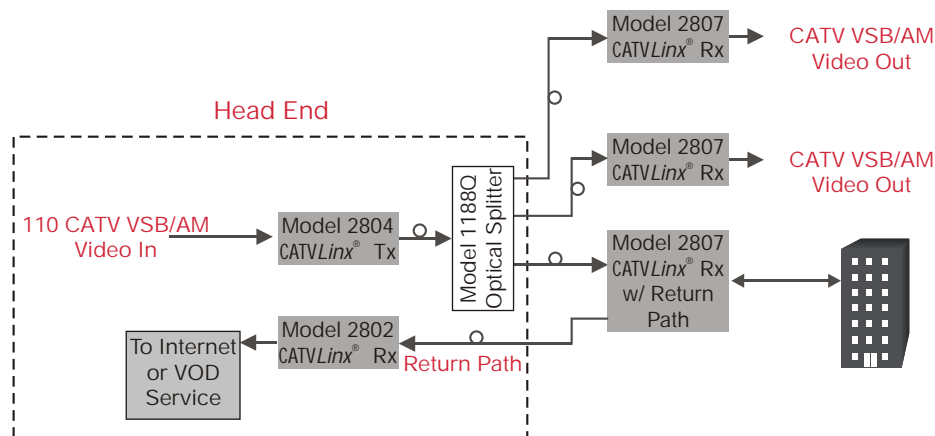 Model 2807
CATVLinx® Rx
CATV VSB/AM
Video Out
Head End
Model 2807
CATVLinx® Rx
CATV VSB/AM
Video Out
110 CATV VSB/AM
Video In
Model 2804
CATVLinx® Tx
Model 1188Q
Optical Splitter
Model 2807
CATVLinx® Rx
w/ Return
Path
To Internet
or VOD
Service
Model 2802
CATVLinx® Rx
Return Path